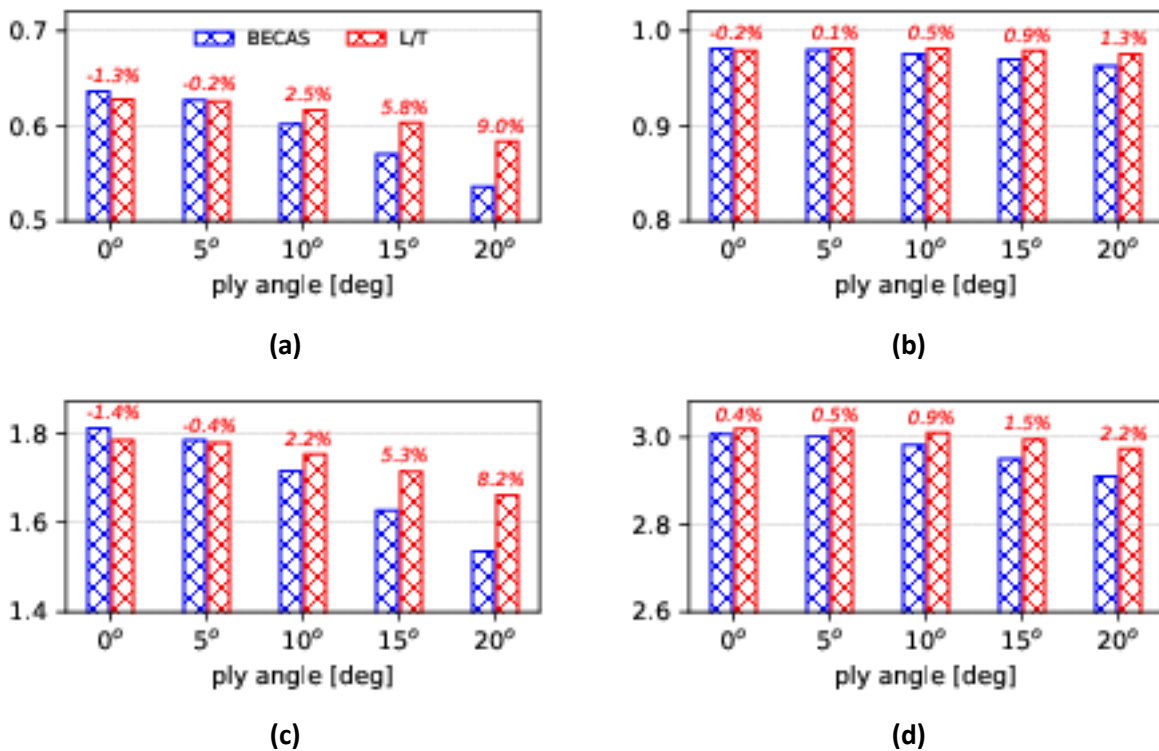 0.7
0.6
0.5
BECAS
L/T
-1.3%
-0.2%
2.5%
5.8%
9.0%
0° 5° 10° 15° 20°
ply angle [deg]
(a)
1.0
0.9
0.8
-0.2%
0.1%
0.5%
0.9%
1.3%
0° 5° 10° 15° 20°
ply angle [deg]
(b)
1.8
1.6
1.4
-1.4%
-0.4%
2.2%
5.3%
8.2%
0° 5° 10° 15° 20°
ply angle [deg]
(c)
3.0
2.8
2.6
0.4%
0.5%
0.9%
1.5%
2.2%
0° 5° 10° 15° 20°
ply angle [deg]
(d)